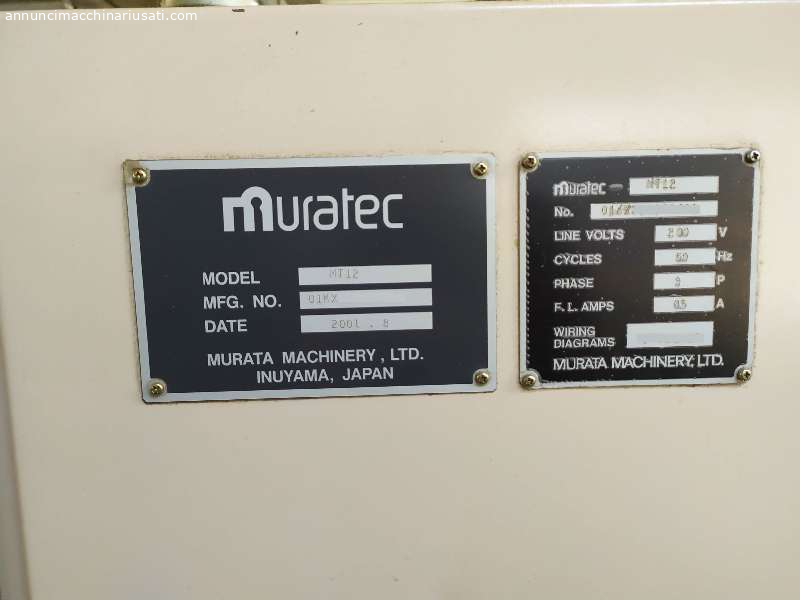 annuncimacchinariusati.com
muratec
MODEL MT12
MFG. NO. 01KX
DATE 2001 . 8
MURATA MACHINERY , LTD.
INUYAMA, JAPAN
muratec MT12
No.
LINE VOLTS 200 V
CYCLES Hz
PHASE 3 P
F. L. AMPS A
WIRING
DIAGRAMS
MURATA MACHINERY, LTD.